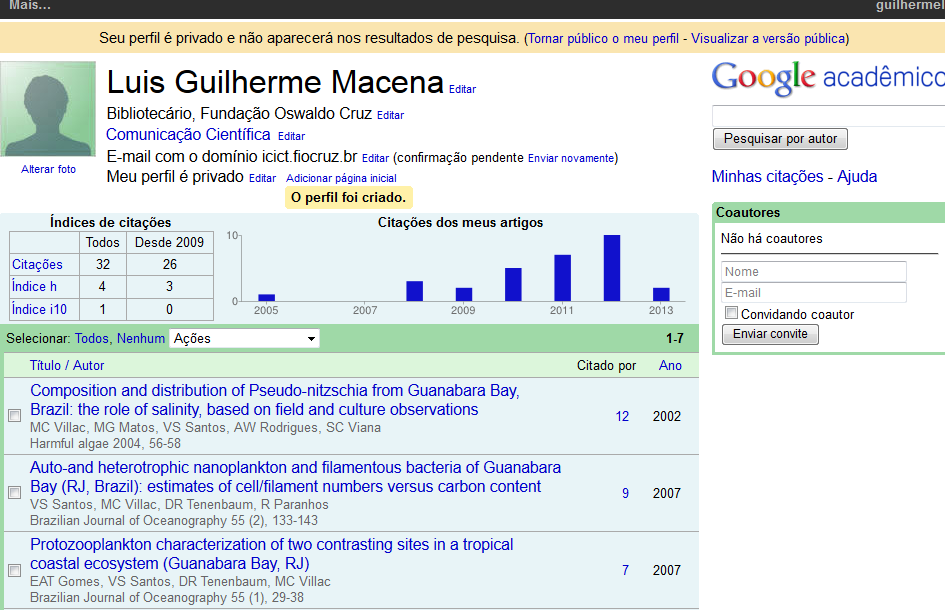 Mais...
guilhermel
Seu perfil é privado e não aparecerá nos resultados de pesquisa. (Tornar público o meu perfil - Visualizar a versão pública)
Luis Guilherme Macena Editar
Bibliotecário, Fundação Oswaldo Cruz Editar
Comunicação Científica Editar
E-mail com o domínio icict.fiocruz.br Editar (confirmação pendente Enviar novamente)
Meu perfil é privado Editar Adicionar página inicial
Alterar foto
O perfil foi criado.
Google acadêmico
Pesquisar por autor
Minhas citações - Ajuda
Coautores
Não há coautores
Nome
E-mail
Convidando coautor
Enviar convite
Índices de citações
Todos Desde 2009
Citações 32 26
Índice h 4 3
Índice i10 1 0
Citações dos meus artigos
10
0
2005 2007 2009 2011 2013
Selecionar: Todos, Nenhum Ações 1-7
Título / Autor Citado por Ano
Composition and distribution of Pseudo-nitzschia from Guanabara Bay,
Brazil: the role of salinity, based on field and culture observations
MC Villac, MG Matos, VS Santos, AW Rodrigues, SC Viana
Harmful algae 2004, 56-58
12 2002
Auto-and heterotrophic nanoplankton and filamentous bacteria of Guanabara
Bay (RJ, Brazil): estimates of cell/filament numbers versus carbon content
VS Santos, MC Villac, DR Tenenbaum, R Paranhos
Brazilian Journal of Oceanography 55 (2), 133-143
9 2007
Protozooplankton characterization of two contrasting sites in a tropical
coastal ecosystem (Guanabara Bay, RJ)
EAT Gomes, VS Santos, DR Tenenbaum, MC Villac
Brazilian Journal of Oceanography 55 (1), 29-38
7 2007